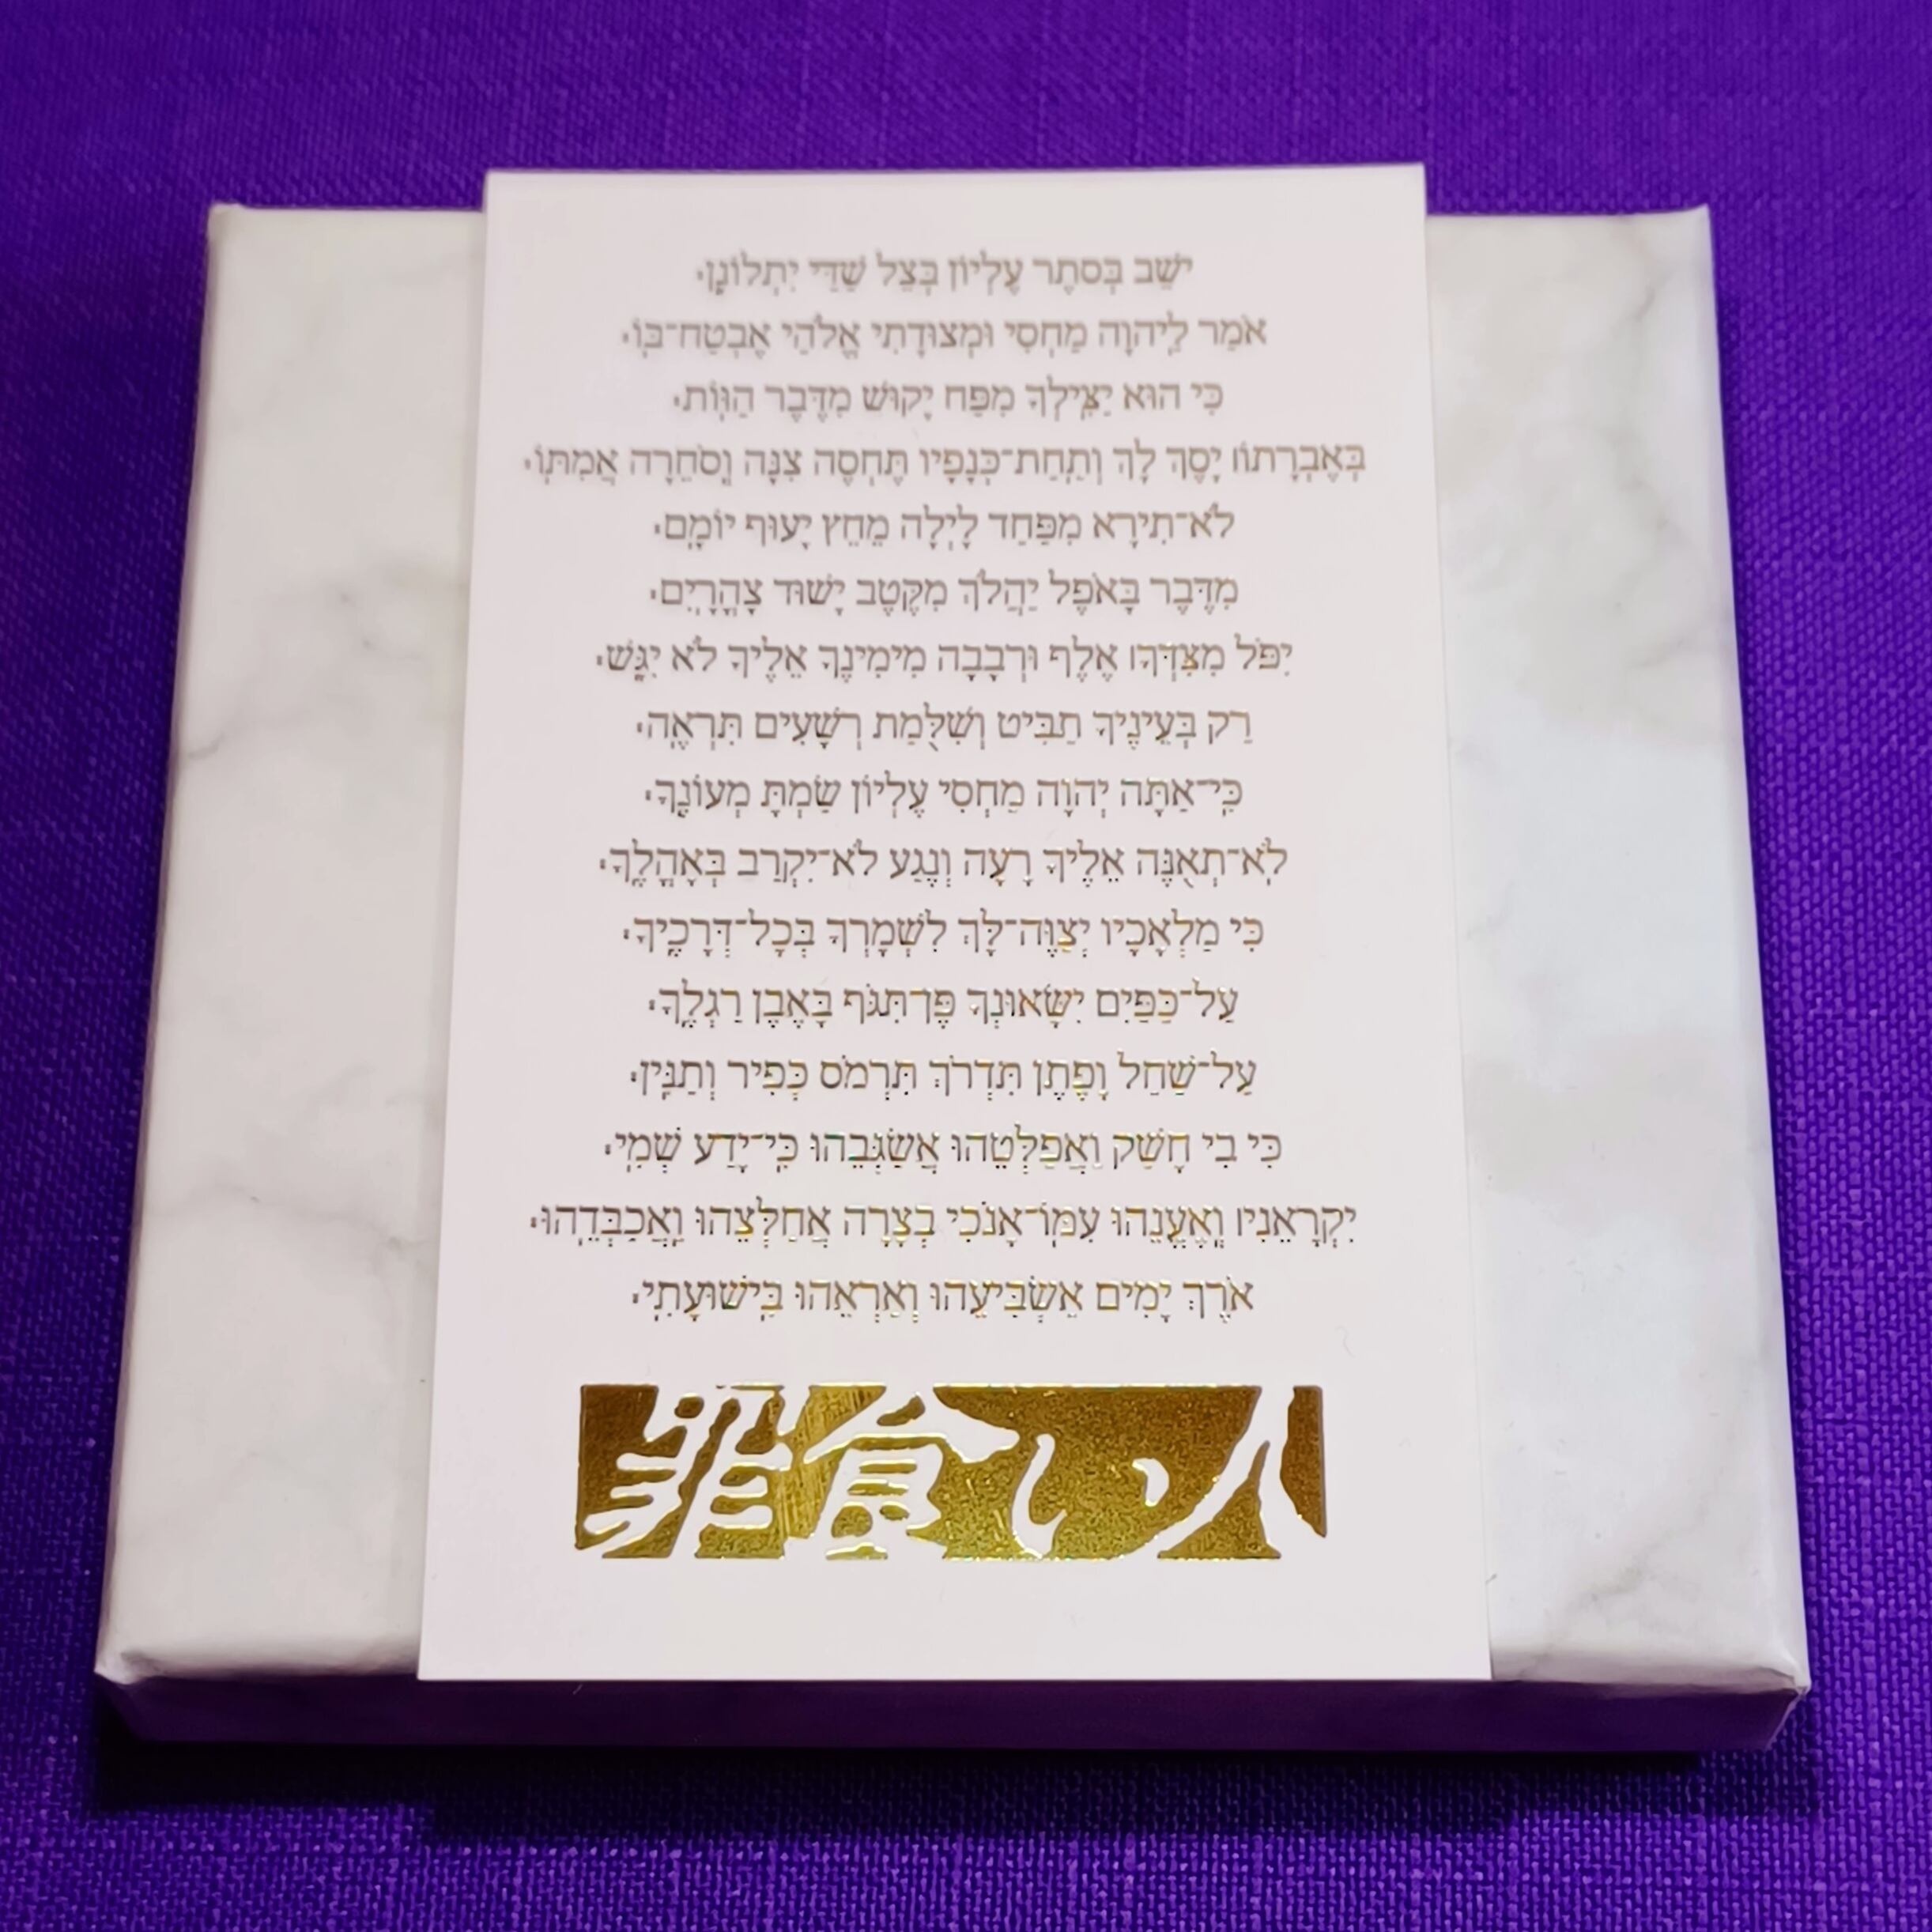 יֹשֵׁב בְּסֵתֶר עֶלְיוֹן בְּצֵל שַׁדַּי יִתְלוֹנָן׃
אֹמַר לַיהוָה מַחְסִי וּמְצוּדָתִי אֱלֹהַי אֶבְטַח־בּוֹ׃
כִּי הוּא יַצִּילְךָ מִפַּח יָקוּשׁ מִדֶּבֶר הַוּוֹת׃
בְּאֶבְרָתוֹ׀ יָסֶךְ לָךְ וְתַחַת־כְּנָפָיו תֶּחְסֶה צִנָּה וְסֹחֵרָה אֲמִתּוֹ׃
לֹא־תִירָא מִפַּחַד לָיְלָה מֵחֵץ יָעוּף יוֹמָם׃
מִדֶּבֶר בָּאֹפֶל יַהֲלֹךְ מִקֶּטֶב יָשׁוּד צָהֳרָיִם׃
יִפֹּל מִצִּדְּךָ׀ אֶלֶף וּרְבָבָה מִימִינֶךָ אֵלֶיךָ לֹא יִגָּשׁ׃
רַק בְּעֵינֶיךָ תַבִּיט וְשִׁלֻּמַת רְשָׁעִים תִּרְאֶה׃
כִּי־אַתָּה יְהוָה מַחְסִי עֶלְיוֹן שַׂמְתָּ מְעוֹנֶךָ׃
לֹא־תְאֻנֶּה אֵלֶיךָ רָעָה וְנֶגַע לֹא־יִקְרַב בְּאָהֳלֶךָ׃
כִּי מַלְאָכָיו יְצַוֶּה־לָּךְ לִשְׁמָרְךָ בְּכָל־דְּרָכֶיךָ׃
עַל־כַּפַּיִם יִשָּׂאוּנְךָ פֶּן־תִּגֹּף בָּאֶבֶן רַגְלֶךָ׃
עַל־שַׁחַל וָפֶתֶן תִּדְרֹךְ תִּרְמֹס כְּפִיר וְתַנִּין׃
כִּי בִי חָשַׁק וַאֲפַלְּטֵהוּ אֲשַׂגְּבֵהוּ כִּי־יָדַע שְׁמִי׃
יִקְרָאֵנִי׀ וְאֶעֱנֵהוּ עִמּוֹ־אָנֹכִי בְצָרָה אֲחַלְּצֵהוּ וַאֲכַבְּדֵהוּ׃
אֹרֶךְ יָמִים אַשְׂבִּיעֵהוּ וְאַרְאֵהוּ בִּישׁוּעָתִי׃